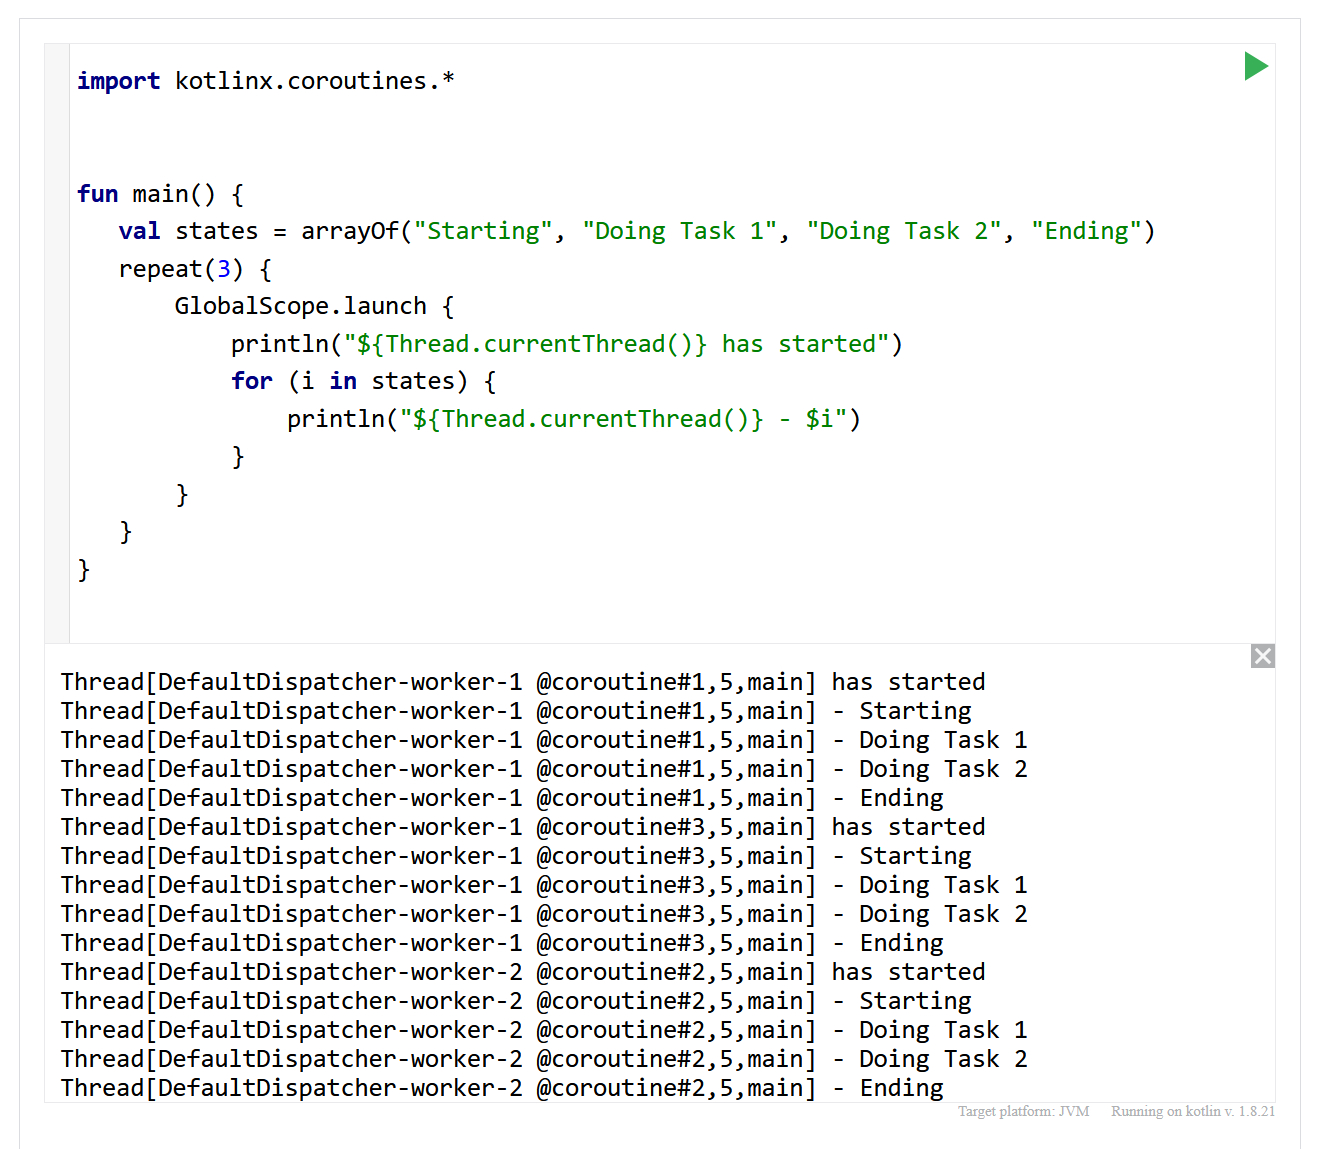 import kotlinx.coroutines.*
fun main() {
   val states = arrayOf("Starting", "Doing Task 1", "Doing Task 2", "Ending")
   repeat(3) {
       GlobalScope.launch {
           println("${Thread.currentThread()} has started")
           for (i in states) {
               println("${Thread.currentThread()} - $i")
           }
       }
   }
}
Thread[DefaultDispatcher-worker-1 @coroutine#1,5,main] has started
Thread[DefaultDispatcher-worker-1 @coroutine#1,5,main] - Starting
Thread[DefaultDispatcher-worker-1 @coroutine#1,5,main] - Doing Task 1
Thread[DefaultDispatcher-worker-1 @coroutine#1,5,main] - Doing Task 2
Thread[DefaultDispatcher-worker-1 @coroutine#1,5,main] - Ending
Thread[DefaultDispatcher-worker-1 @coroutine#3,5,main] has started
Thread[DefaultDispatcher-worker-1 @coroutine#3,5,main] - Starting
Thread[DefaultDispatcher-worker-1 @coroutine#3,5,main] - Doing Task 1
Thread[DefaultDispatcher-worker-1 @coroutine#3,5,main] - Doing Task 2
Thread[DefaultDispatcher-worker-1 @coroutine#3,5,main] - Ending
Thread[DefaultDispatcher-worker-2 @coroutine#2,5,main] has started
Thread[DefaultDispatcher-worker-2 @coroutine#2,5,main] - Starting
Thread[DefaultDispatcher-worker-2 @coroutine#2,5,main] - Doing Task 1
Thread[DefaultDispatcher-worker-2 @coroutine#2,5,main] - Doing Task 2
Thread[DefaultDispatcher-worker-2 @coroutine#2,5,main] - Ending
Target platform: JVM Running on kotlin v. 1.8.21